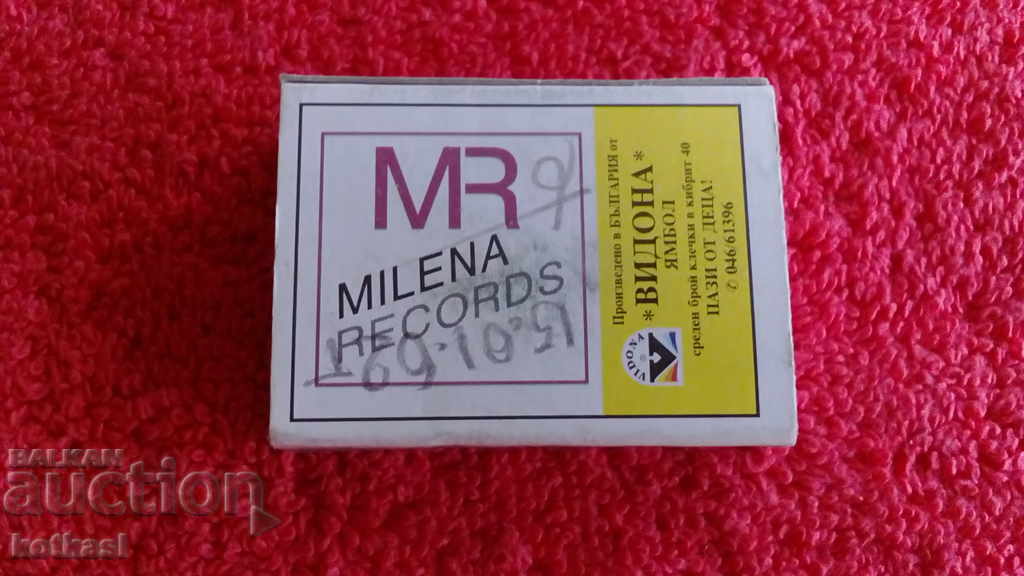 MR
MILENA
RECORDS
Произведено в БЪЛГАРИЯ от
*ВИДОНА*
ЯМБОЛ
среден брой клечки в кибрит 40
ПАЗИ ОТ ДЕЦА!
✆ 046/61396
VIDONA
BALKAN
auction
kotkasl